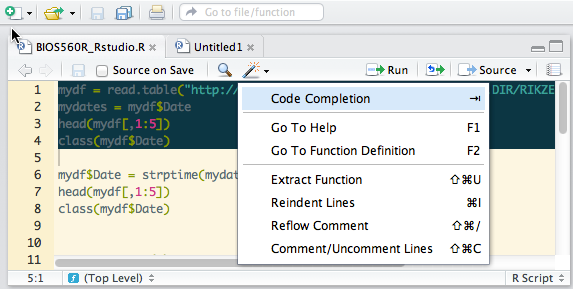 Go to file/function
BIOS560R_Rstudio.R Untitled1
Source on Save Run Source
1 mydf = read.table("http:// DIR/RIKZE
2 mydates = mydf$Date
3 head(mydf[,1:5])
4 class(mydf$Date)
5
6 mydf$Date = strptime(mydat
7 head(mydf[,1:5])
8 class(mydf$Date)
9
10
11
Code Completion ⇥
Go To Help F1
Go To Function Definition F2
Extract Function ⇧⌘U
Reindent Lines ⌘I
Reflow Comment ⇧⌘/
Comment/Uncomment Lines ⇧⌘C
5:1 (Top Level) R Script